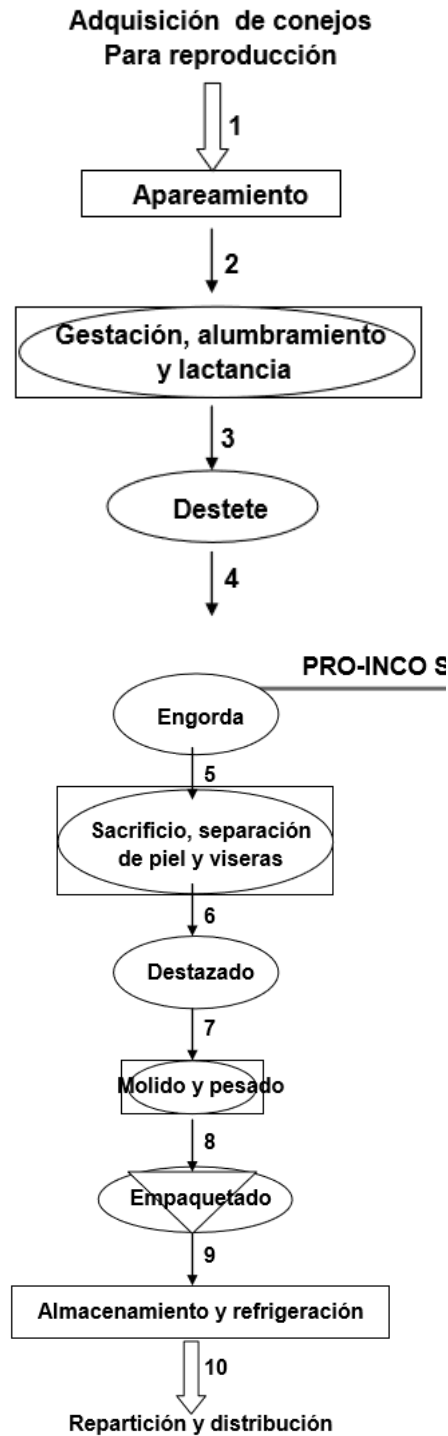 Adquisición de conejos
Para reproducción
1
Apareamiento
2
Gestación, alumbramiento
y lactancia
3
Destete
4
PRO-INCO S
Engorda
5
Sacrificio, separación
de piel y viseras
6
Destazado
7
Molido y pesado
8
Empaquetado
9
Almacenamiento y refrigeración
10
Repartición y distribución